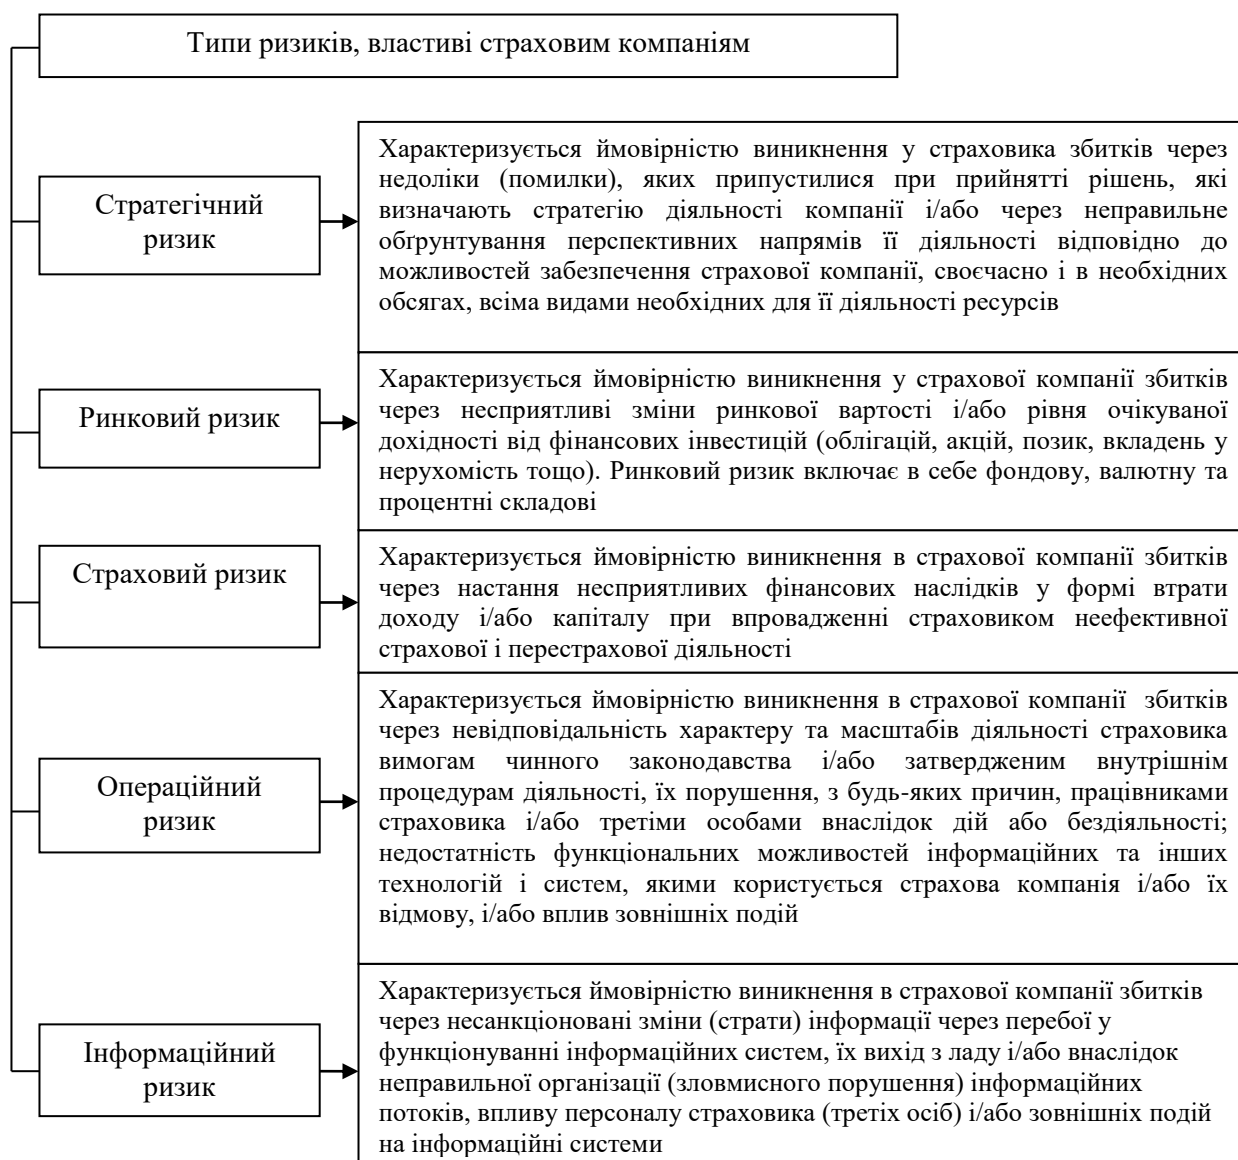 Типи ризиків, властиві страховим компаніям
Стратегічний
ризик
Характеризується ймовірністю виникнення у страховика збитків через
недоліки (помилки), яких припустилися при прийнятті рішень, які
визначають стратегію діяльності компанії і/або через неправильне
обґрунтування перспективних напрямів її діяльності відповідно до
можливостей забезпечення страхової компанії, своєчасно і в необхідних
обсягах, всіма видами необхідних для її діяльності ресурсів
Ринковий ризик
Характеризується ймовірністю виникнення у страхової компанії збитків
через несприятливі зміни ринкової вартості і/або рівня очікуваної
дохідності від фінансових інвестицій (облігацій, акцій, позик, вкладень у
нерухомість тощо). Ринковий ризик включає в себе фондову, валютну та
процентні складові
Страховий ризик
Характеризується ймовірністю виникнення в страхової компанії збитків
через настання несприятливих фінансових наслідків у формі втрати
доходу і/або капіталу при впровадженні страховиком неефективної
страхової і перестрахової діяльності
Операційний
ризик
Характеризується ймовірністю виникнення в страхової компанії збитків
через невідповідальність характеру та масштабів діяльності страховика
вимогам чинного законодавства і/або затвердженим внутрішнім
процедурам діяльності, їх порушення, з будь-яких причин, працівниками
страховика і/або третіми особами внаслідок дій або бездіяльності;
недостатність функціональних можливостей інформаційних та інших
технологій і систем, якими користується страхова компанія і/або їх
відмову, і/або вплив зовнішніх подій
Інформаційний
ризик
Характеризується ймовірністю виникнення в страхової компанії збитків
через несанкціоновані зміни (страти) інформації через перебої у
функціонуванні інформаційних систем, їх вихід з ладу і/або внаслідок
неправильної організації (зловмисного порушення) інформаційних
потоків, впливу персоналу страховика (третіх осіб) і/або зовнішніх подій
на інформаційні системи